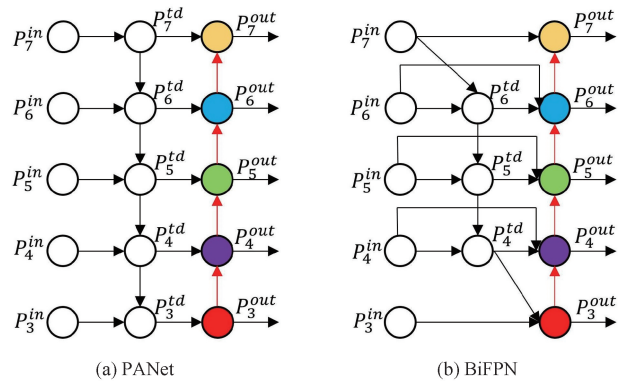 P_7^{in} P_7^{td} P_7^{out} P_7^{in} P_7^{out}
P_6^{in} P_6^{td} P_6^{out} P_6^{in} P_6^{td} P_6^{out}
P_5^{in} P_5^{td} P_5^{out} P_5^{in} P_5^{td} P_5^{out}
P_4^{in} P_4^{td} P_4^{out} P_4^{in} P_4^{td} P_4^{out}
P_3^{in} P_3^{td} P_3^{out} P_3^{in} P_3^{out}
(a) PANet (b) BiFPN